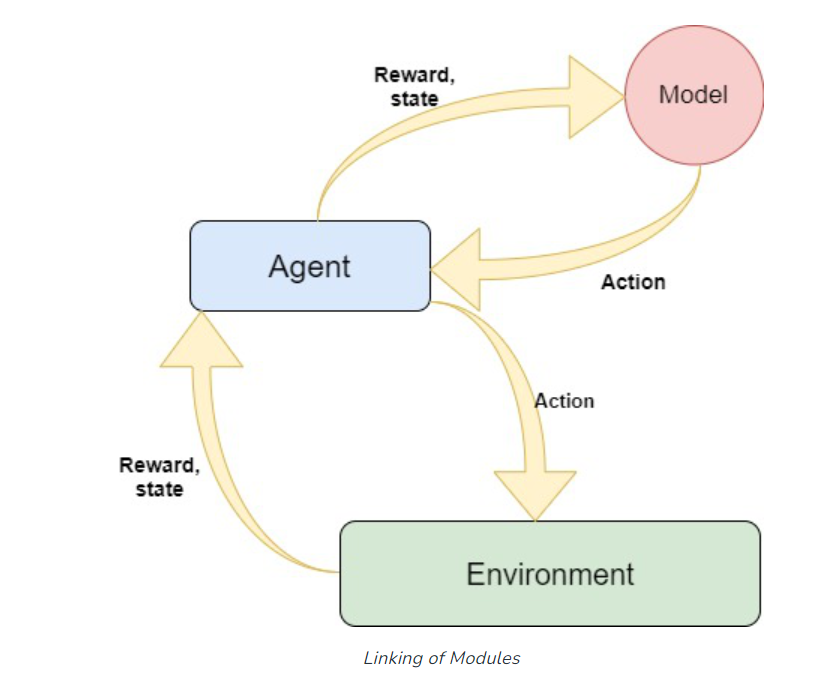 Reward,
state
Model
Agent
Action
Action
Reward,
state
Environment
Linking of Modules